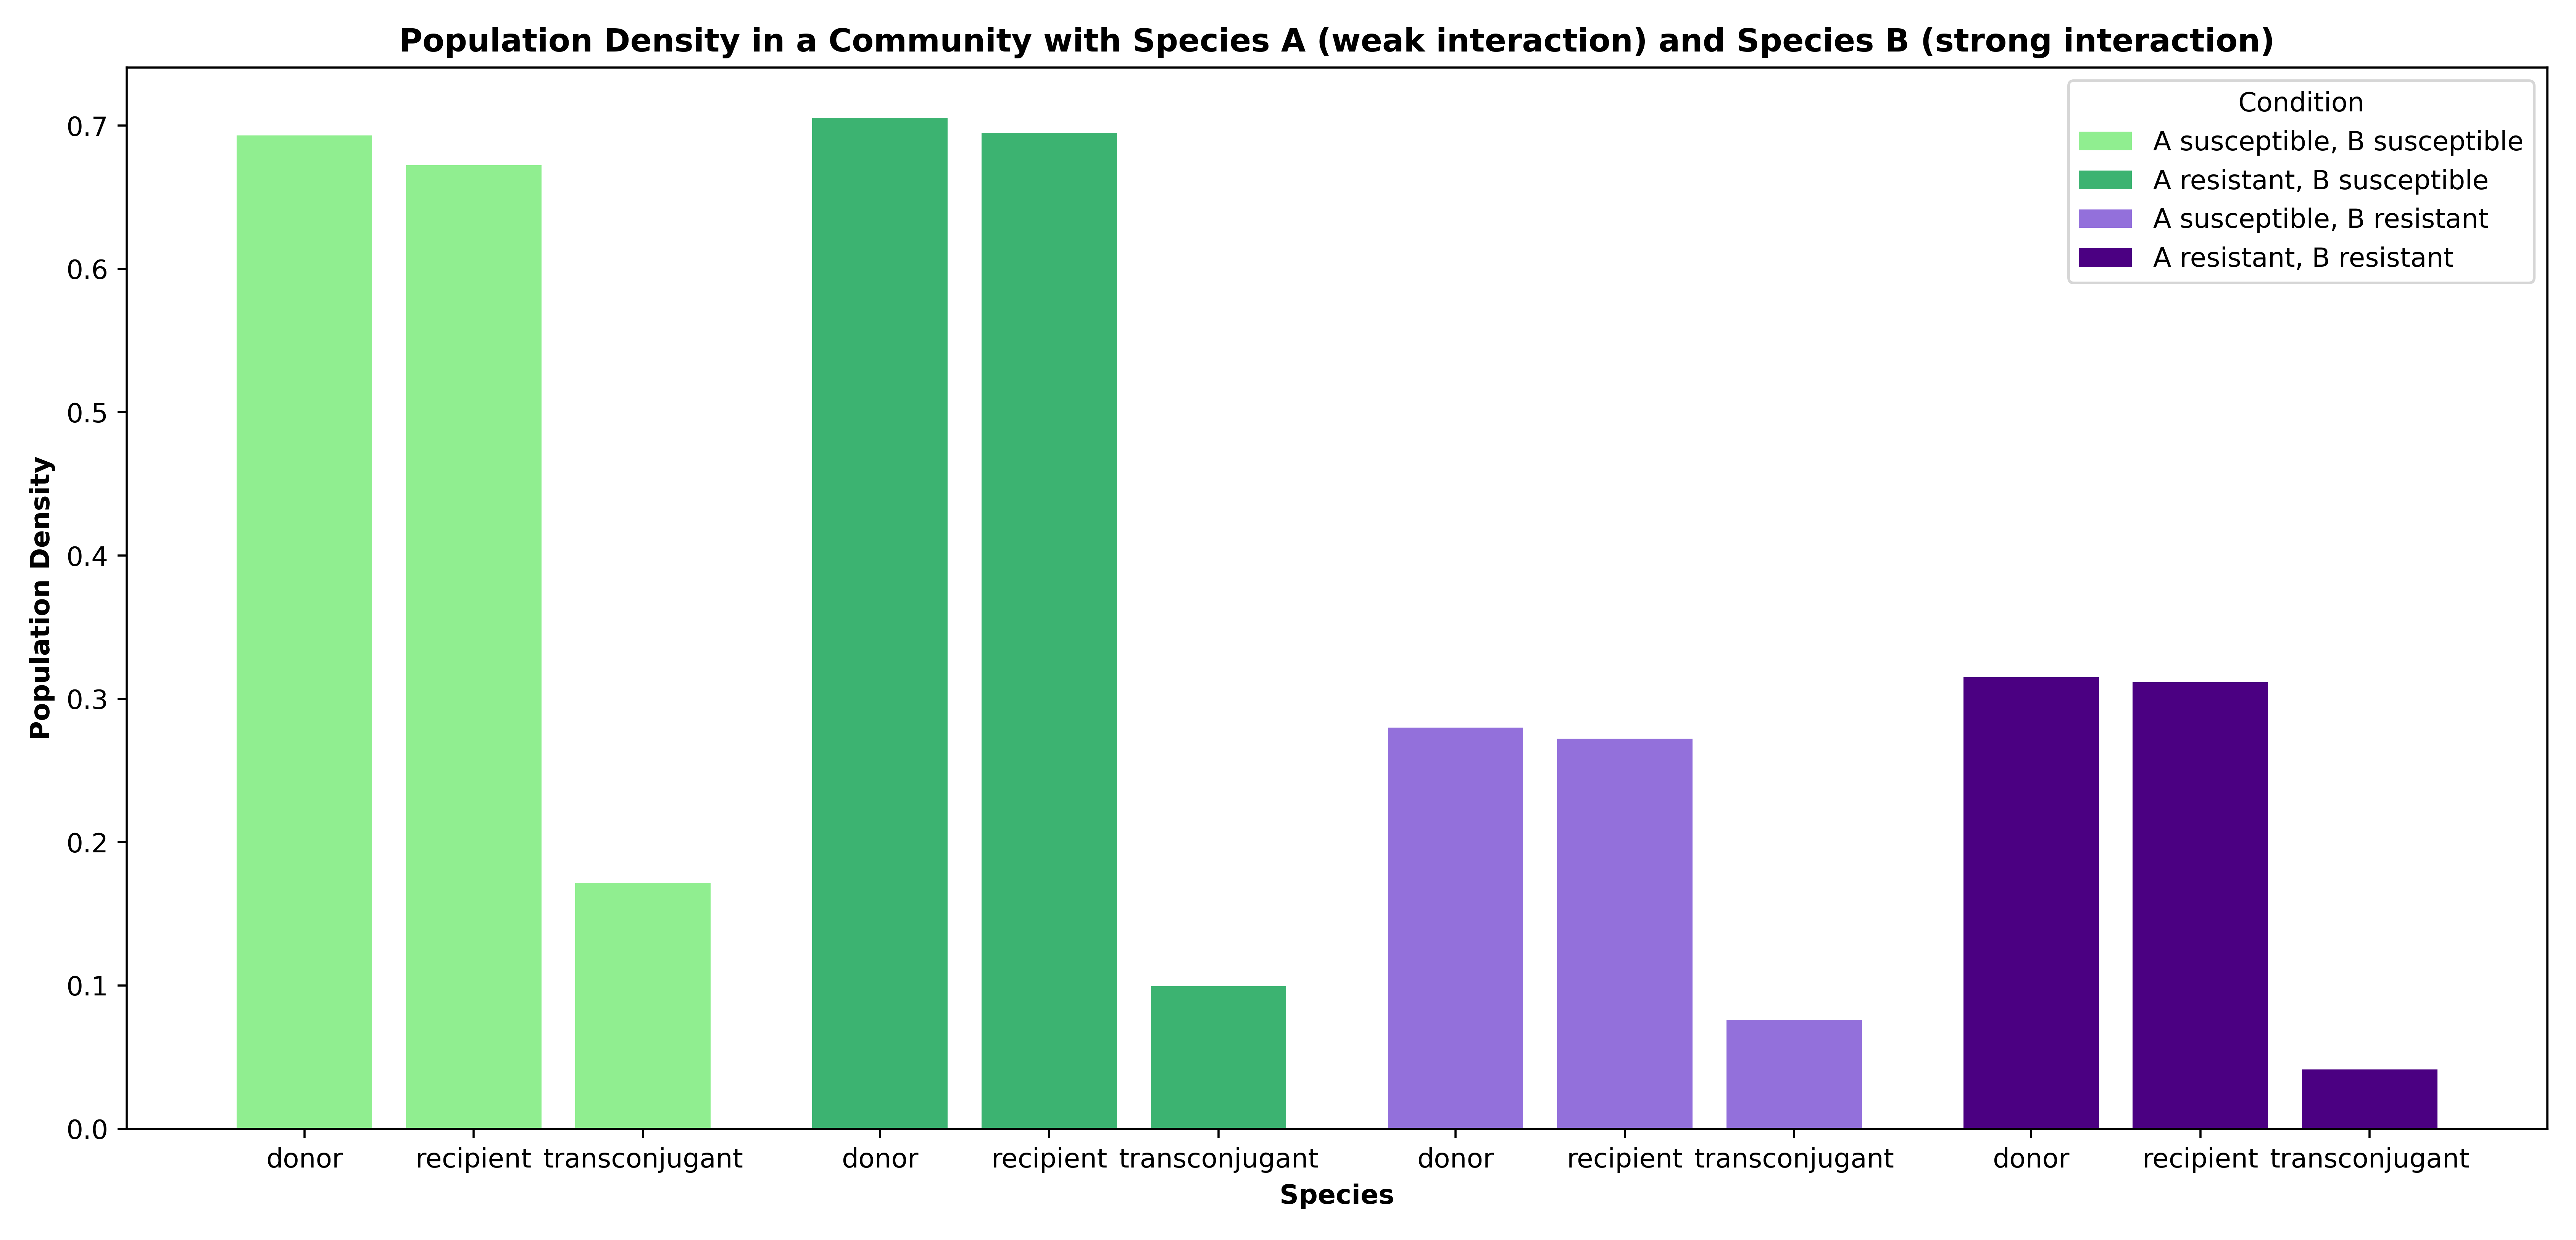 Population Density in a Community with Species A (weak interaction) and Species B (strong interaction)
Condition
A susceptible, B susceptible
A resistant, B susceptible
A susceptible, B resistant
A resistant, B resistant
Population Density
0.7
0.6
0.5
0.4
0.3
0.2
0.1
0.0
donor recipient transconjugant donor recipient transconjugant donor recipient transconjugant donor recipient transconjugant
Species